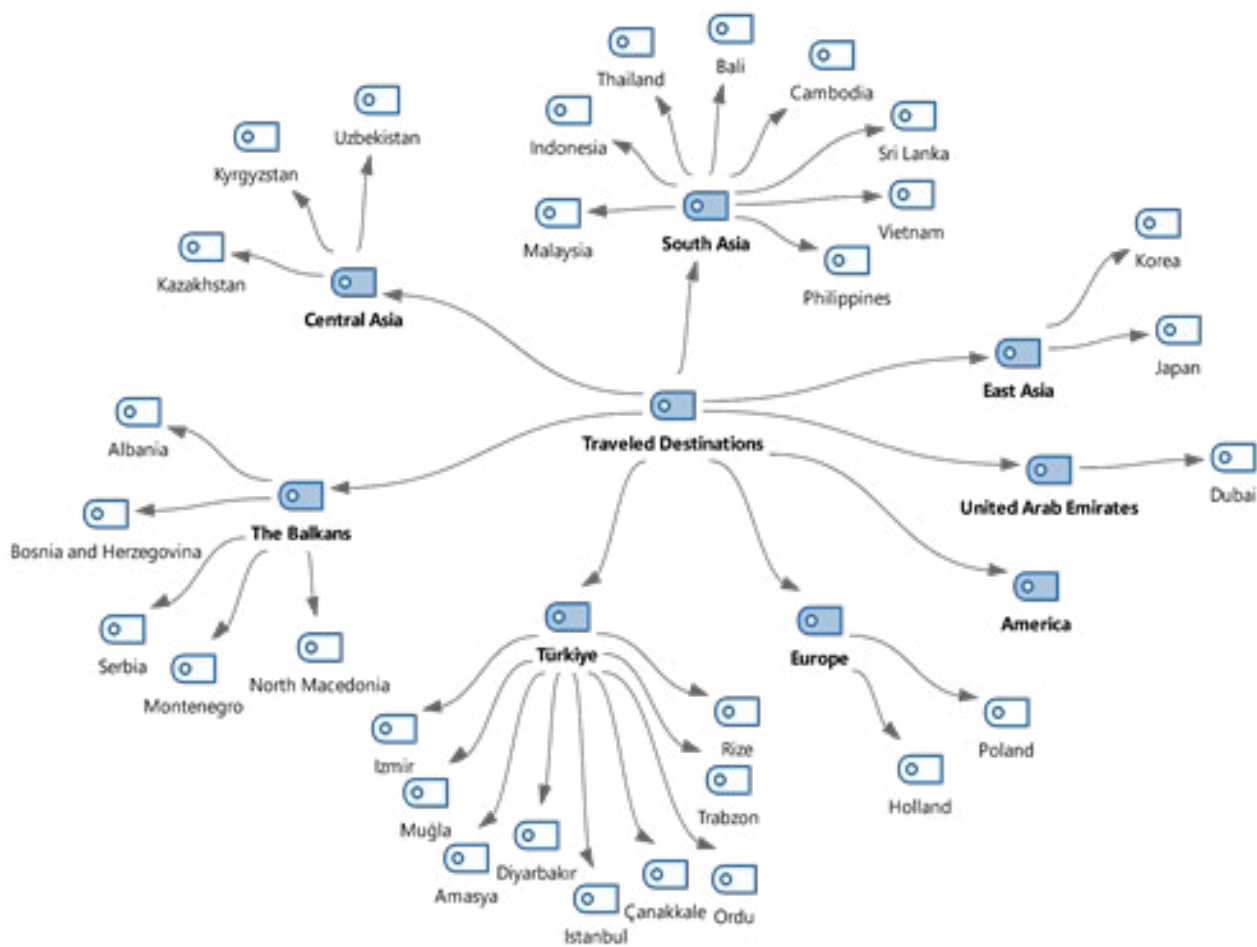 Bali
Thailand
Cambodia
Uzbekistan
Indonesia
Sri Lanka
Kyrgyzstan
Vietnam
South Asia
Malaysia
Korea
Kazakhstan
Philippines
Central Asia
Japan
East Asia
Traveled Destinations
Albania
Dubai
United Arab Emirates
The Balkans
Bosnia and Herzegovina
America
Türkiye
Europe
Serbia
North Macedonia
Montenegro
Rize
Poland
Izmir
Holland
Trabzon
Muğla
Diyarbakır
Amasya
Çanakkale
Ordu
Istanbul